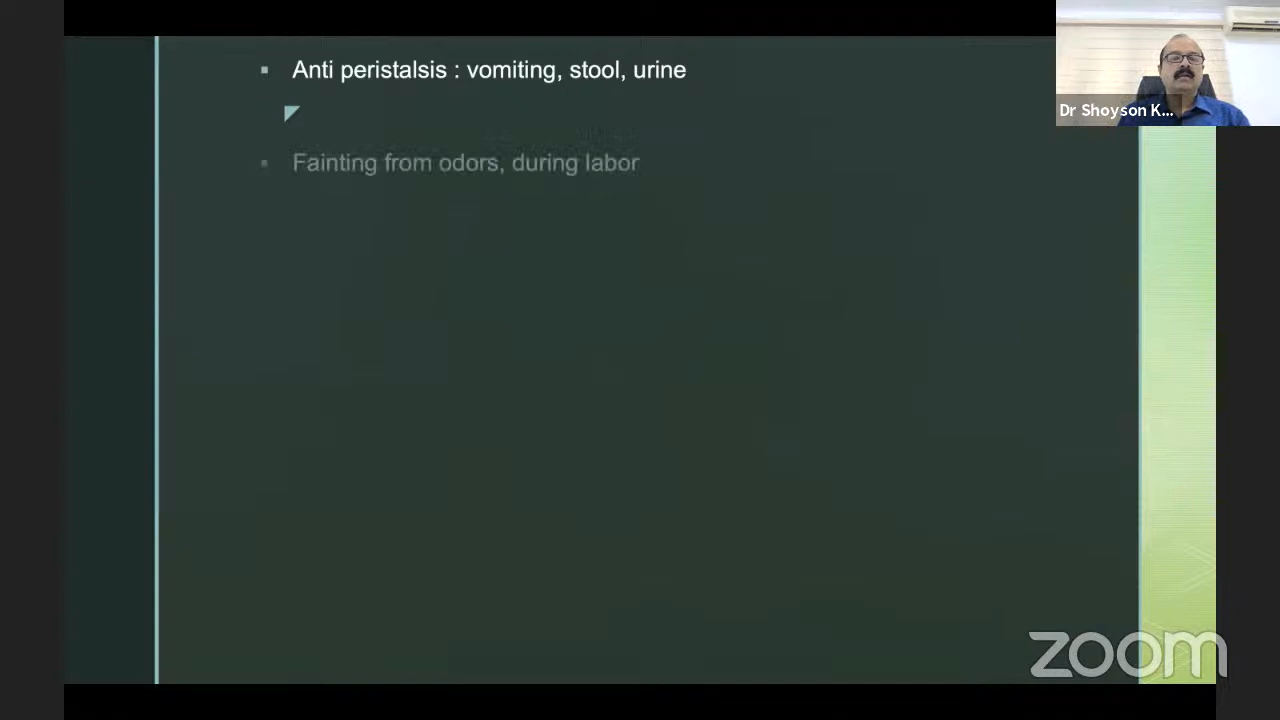 Anti peristalsis : vomiting, stool, urine
Dr Shoyson K...
Fainting from odors, during labor
zoom